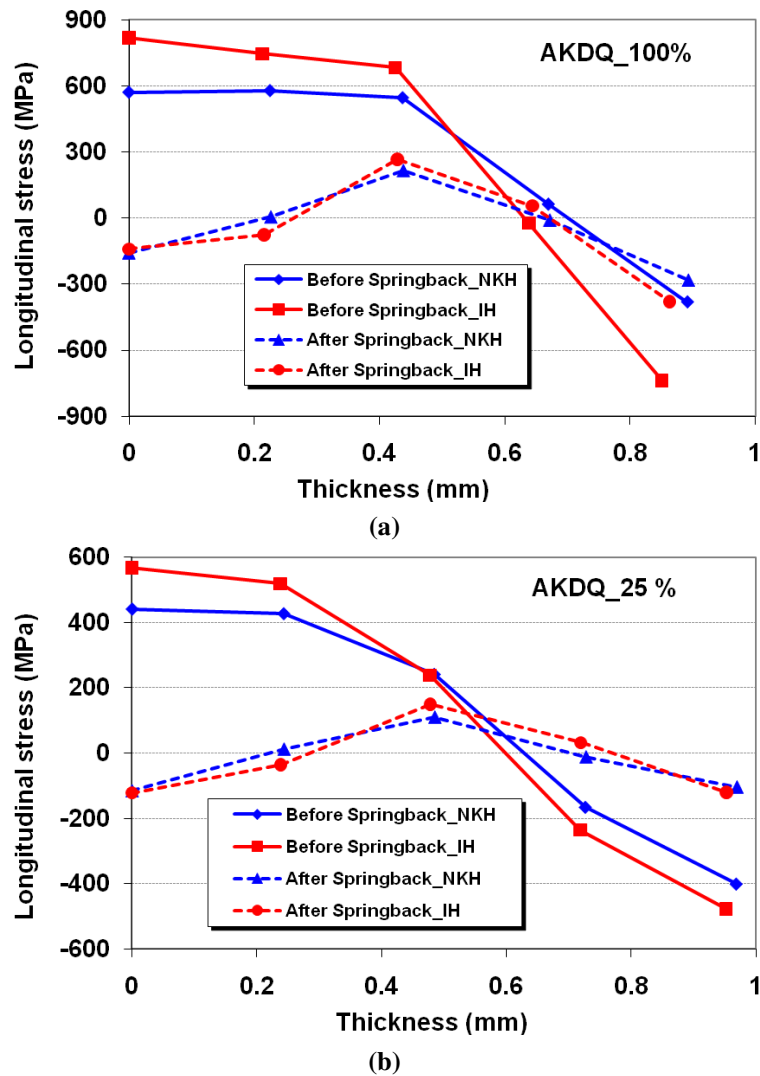 900
600
300
0
-300
-600
-900
Longitudinal stress (MPa)
AKDQ_100%
Before Springback_NKH
Before Springback_IH
After Springback_NKH
After Springback_IH
0 0.2 0.4 0.6 0.8 1
Thickness (mm)
(a)
600
400
200
0
-200
-400
-600
Longitudinal stress (MPa)
AKDQ_25 %
Before Springback_NKH
Before Springback_IH
After Springback_NKH
After Springback_IH
0 0.2 0.4 0.6 0.8 1
Thickness (mm)
(b)